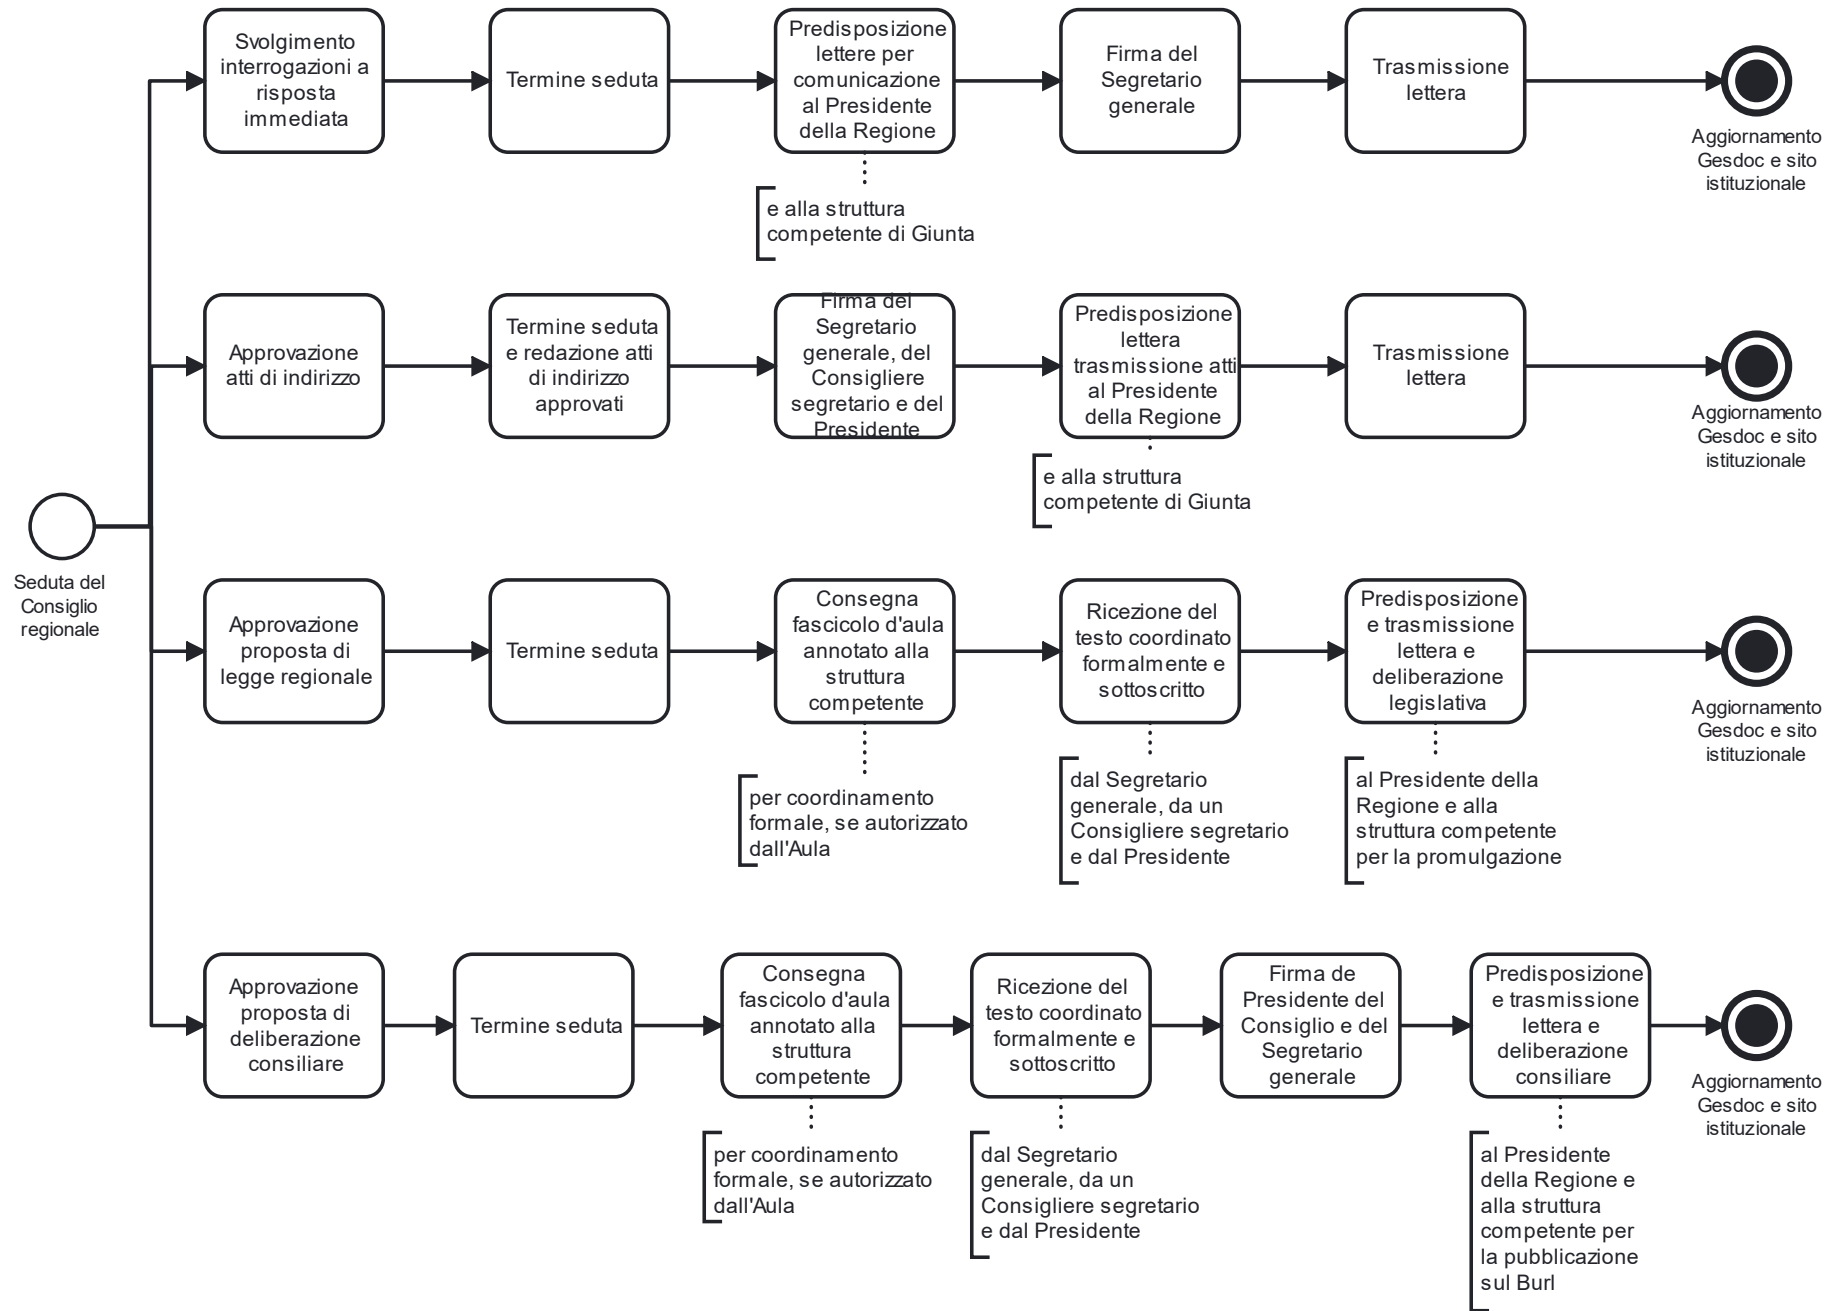 Svolgimento
interrogazioni a
risposta
immediata
Termine seduta
Predisposizione
lettere per
comunicazione
al Presidente
della Regione
Firma del
Segretario
generale
Trasmissione
lettera
Aggiornamento
Gesdoc e sito
istituzionale
e alla struttura
competente di Giunta
Approvazione
atti di indirizzo
Termine seduta
e redazione atti
di indirizzo
approvati
Firma del
Segretario
generale, del
Consigliere
segretario e del
Presidente
Predisposizione
lettera
trasmissione atti
al Presidente
della Regione
Trasmissione
lettera
Aggiornamento
Gesdoc e sito
istituzionale
e alla struttura
competente di Giunta
Seduta del
Consiglio
regionale
Approvazione
proposta di
legge regionale
Termine seduta
Consegna
fascicolo d'aula
annotato alla
struttura
competente
Ricezione del
testo coordinato
formalmente e
sottoscritto
Predisposizione
e trasmissione
lettera e
deliberazione
legislativa
Aggiornamento
Gesdoc e sito
istituzionale
per coordinamento
formale, se autorizzato
dall'Aula
dal Segretario
generale, da un
Consigliere segretario
e dal Presidente
al Presidente della
Regione e alla
struttura competente
per la promulgazione
Approvazione
proposta di
deliberazione
consiliare
Termine seduta
Consegna
fascicolo d'aula
annotato alla
struttura
competente
Ricezione del
testo coordinato
formalmente e
sottoscritto
Firma de
Presidente del
Consiglio e del
Segretario
generale
Predisposizione
e trasmissione
lettera e
deliberazione
consiliare
Aggiornamento
Gesdoc e sito
istituzionale
per coordinamento
formale, se autorizzato
dall'Aula
dal Segretario
generale, da un
Consigliere segretario
e dal Presidente
al Presidente
della Regione e
alla struttura
competente per
la pubblicazione
sul Burl